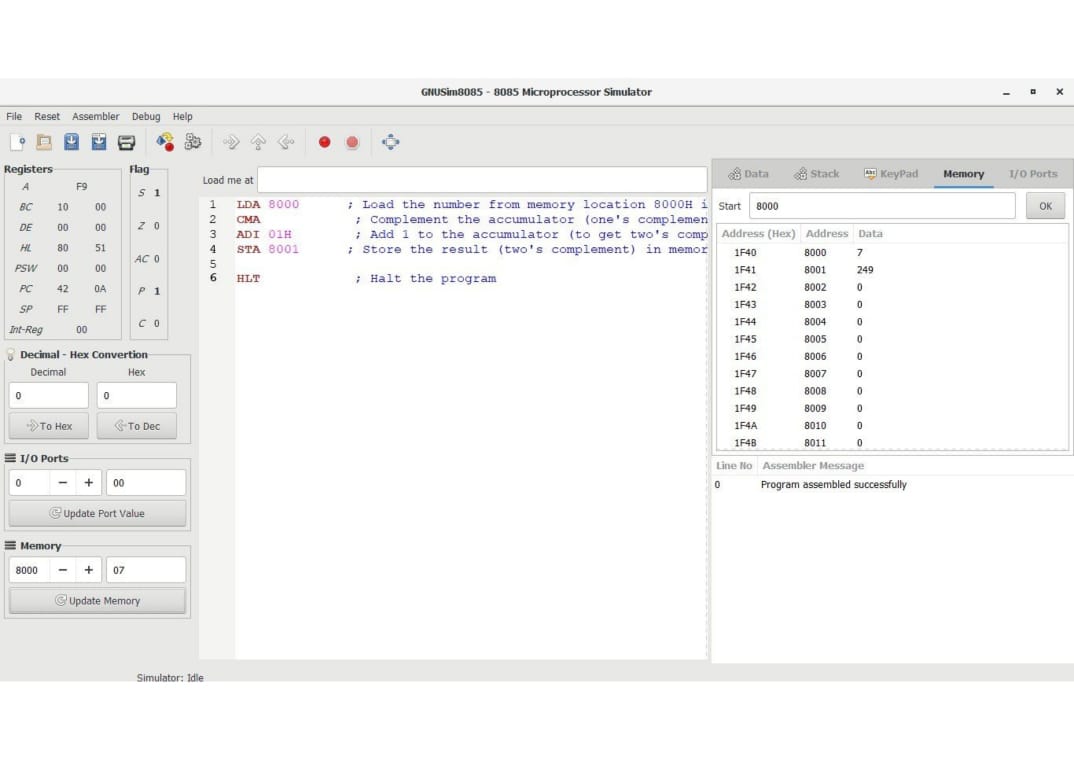 GNUSim8085 - 8085 Microprocessor Simulator
File Reset Assembler Debug Help
Registers
A F9
BC 10 00
DE 00 00
HL 80 51
PSW 00 00
PC 42 0A
SP FF FF
Int-Reg 00
Flag
S 1
Z 0
AC 0
P 1
C 0
Decimal - Hex Convertion
Decimal Hex
0 0
To Hex To Dec
I/O Ports
0 − + 00
Update Port Value
Memory
8000 − + 07
Update Memory
Load me at
1 LDA 8000 ; Load the number from memory location 8000H i
2 CMA ; Complement the accumulator (one's complemen
3 ADI 01H ; Add 1 to the accumulator (to get two's comp
4 STA 8001 ; Store the result (two's complement) in memor
5
6 HLT ; Halt the program
Data Stack Abc KeyPad Memory I/O Ports
Start 8000 OK
Address (Hex) Address Data
1F40 8000 7
1F41 8001 249
1F42 8002 0
1F43 8003 0
1F44 8004 0
1F45 8005 0
1F46 8006 0
1F47 8007 0
1F48 8008 0
1F49 8009 0
1F4A 8010 0
1F4B 8011 0
Line No Assembler Message
0 Program assembled successfully
Simulator: Idle